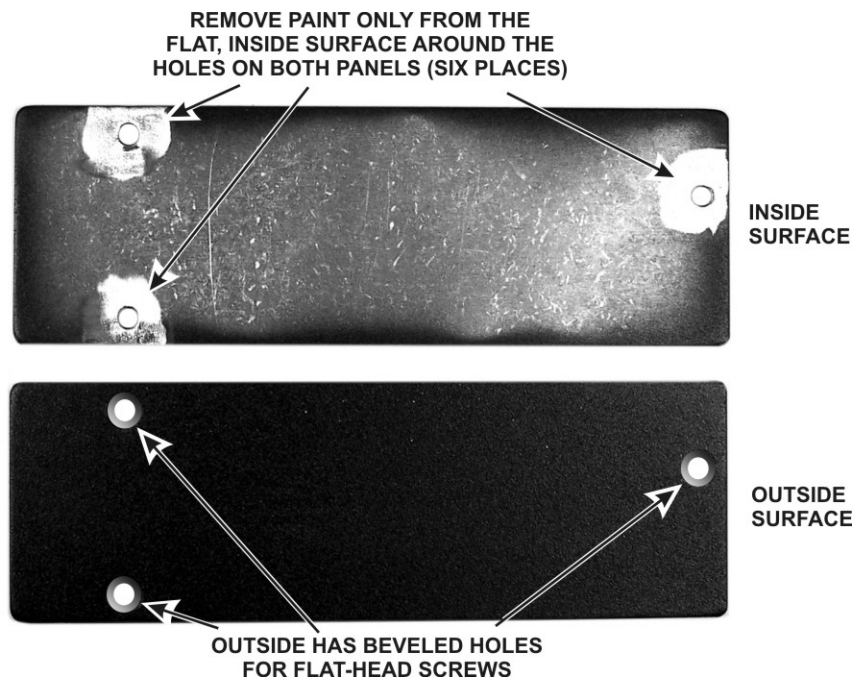 REMOVE PAINT ONLY FROM THE
FLAT, INSIDE SURFACE AROUND THE
HOLES ON BOTH PANELS (SIX PLACES)
INSIDE
SURFACE
OUTSIDE
SURFACE
OUTSIDE HAS BEVELED HOLES
FOR FLAT-HEAD SCREWS